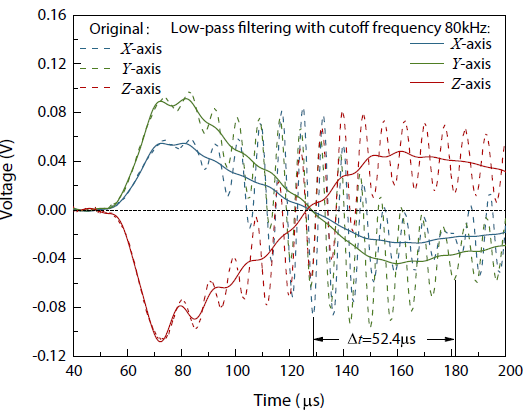 Original: Low-pass filtering with cutoff frequency 80kHz:
X-axis X-axis
Y-axis Y-axis
Z-axis Z-axis
0.16
0.12
0.08
0.04
0.00
-0.04
-0.08
-0.12
Voltage (V)
Δt=52.4μs
40 60 80 100 120 140 160 180 200
Time (μs)